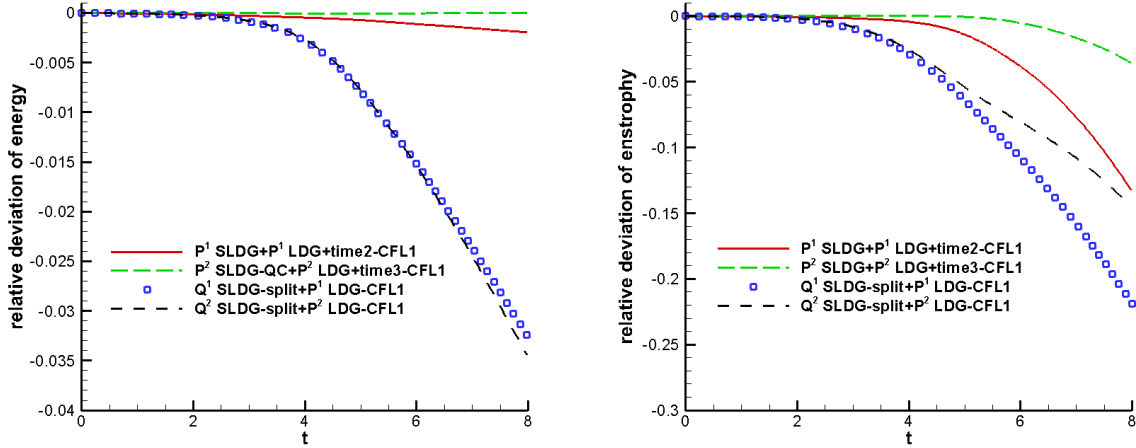 relative deviation of energy
0
-0.005
-0.01
-0.015
-0.02
-0.025
-0.03
-0.035
-0.04
P¹ SLDG+P¹ LDG+time2-CFL1
P² SLDG-QC+P² LDG+time3-CFL1
Q¹ SLDG-split+P¹ LDG-CFL1
Q² SLDG-split+P² LDG-CFL1
0 2 4 6 8
t
relative deviation of enstrophy
0
-0.05
-0.1
-0.15
-0.2
-0.25
-0.3
P¹ SLDG+P¹ LDG+time2-CFL1
P² SLDG+P² LDG+time3-CFL1
Q¹ SLDG-split+P¹ LDG-CFL1
Q² SLDG-split+P² LDG-CFL1
0 2 4 6 8
t